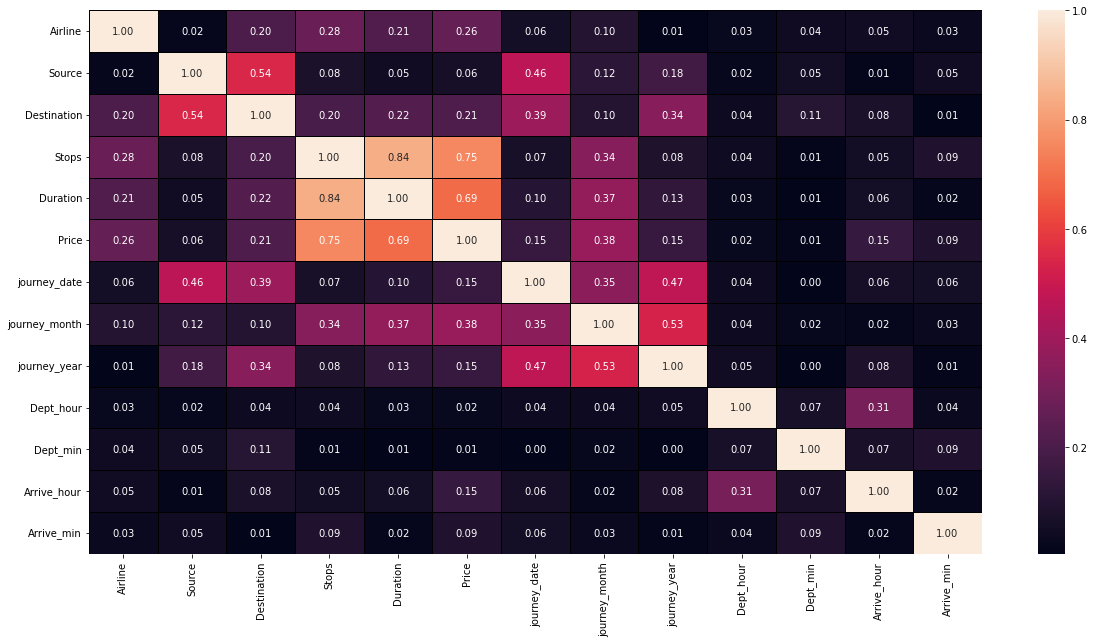 1.0
Airline 1.00 0.02 0.20 0.28 0.21 0.26 0.06 0.10 0.01 0.03 0.04 0.05 0.03
Source 0.02 1.00 0.54 0.08 0.05 0.06 0.46 0.12 0.18 0.02 0.05 0.01 0.05
0.8
Destination 0.20 0.54 1.00 0.20 0.22 0.21 0.39 0.10 0.34 0.04 0.11 0.08 0.01
Stops 0.28 0.08 0.20 1.00 0.84 0.75 0.07 0.34 0.08 0.04 0.01 0.05 0.09
Duration 0.21 0.05 0.22 0.84 1.00 0.69 0.10 0.37 0.13 0.03 0.01 0.06 0.02
0.6
Price 0.26 0.06 0.21 0.75 0.69 1.00 0.15 0.38 0.15 0.02 0.01 0.15 0.09
journey_date 0.06 0.46 0.39 0.07 0.10 0.15 1.00 0.35 0.47 0.04 0.00 0.06 0.06
journey_month 0.10 0.12 0.10 0.34 0.37 0.38 0.35 1.00 0.53 0.04 0.02 0.02 0.03
0.4
journey_year 0.01 0.18 0.34 0.08 0.13 0.15 0.47 0.53 1.00 0.05 0.00 0.08 0.01
Dept_hour 0.03 0.02 0.04 0.04 0.03 0.02 0.04 0.04 0.05 1.00 0.07 0.31 0.04
Dept_min 0.04 0.05 0.11 0.01 0.01 0.01 0.00 0.02 0.00 0.07 1.00 0.07 0.09
0.2
Arrive_hour 0.05 0.01 0.08 0.05 0.06 0.15 0.06 0.02 0.08 0.31 0.07 1.00 0.02
Arrive_min 0.03 0.05 0.01 0.09 0.02 0.09 0.06 0.03 0.01 0.04 0.09 0.02 1.00
Airline Source Destination Stops Duration Price journey_date journey_month journey_year Dept_hour Dept_min Arrive_hour Arrive_min